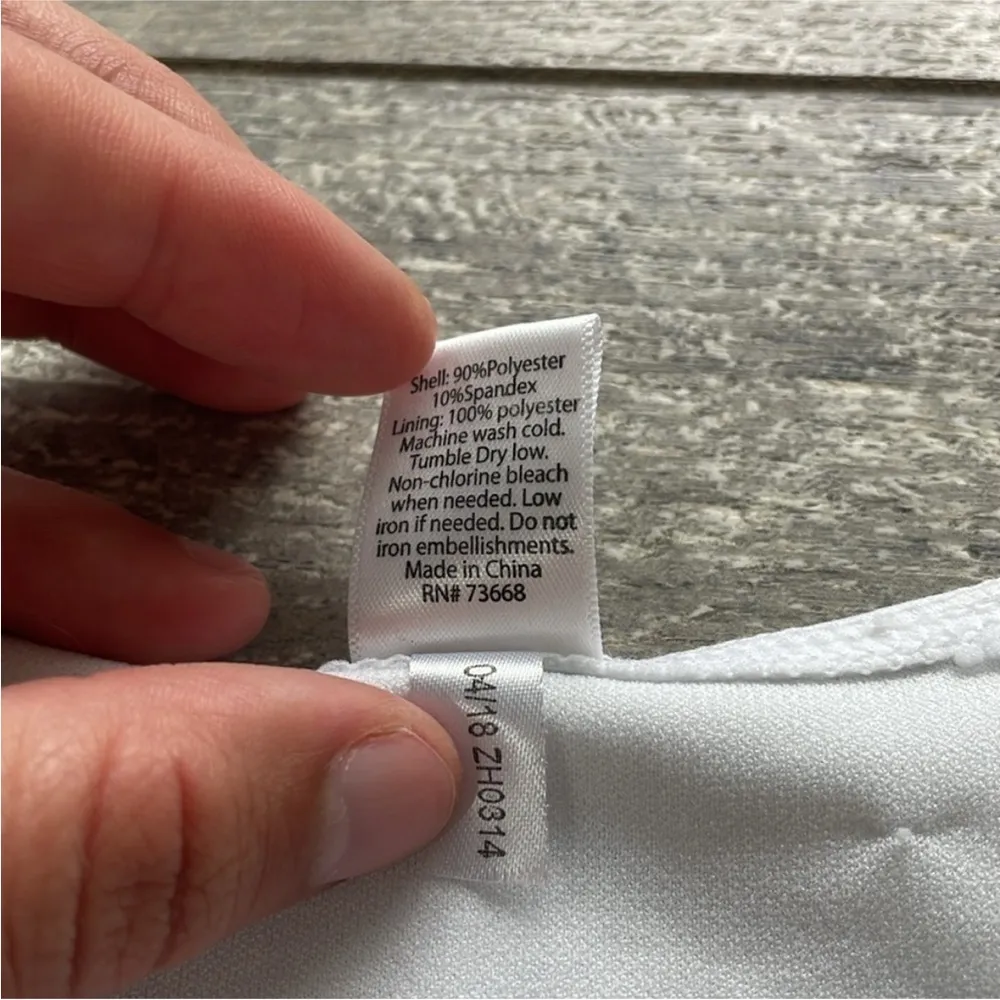 Shell: 90%Polyester
10%Spandex
Lining: 100% polyester
Machine wash cold.
Tumble Dry low.
Non-chlorine bleach
when needed. Low
iron if needed. Do not
iron embellishments.
Made in China
RN# 73668
04/18 ZH0314